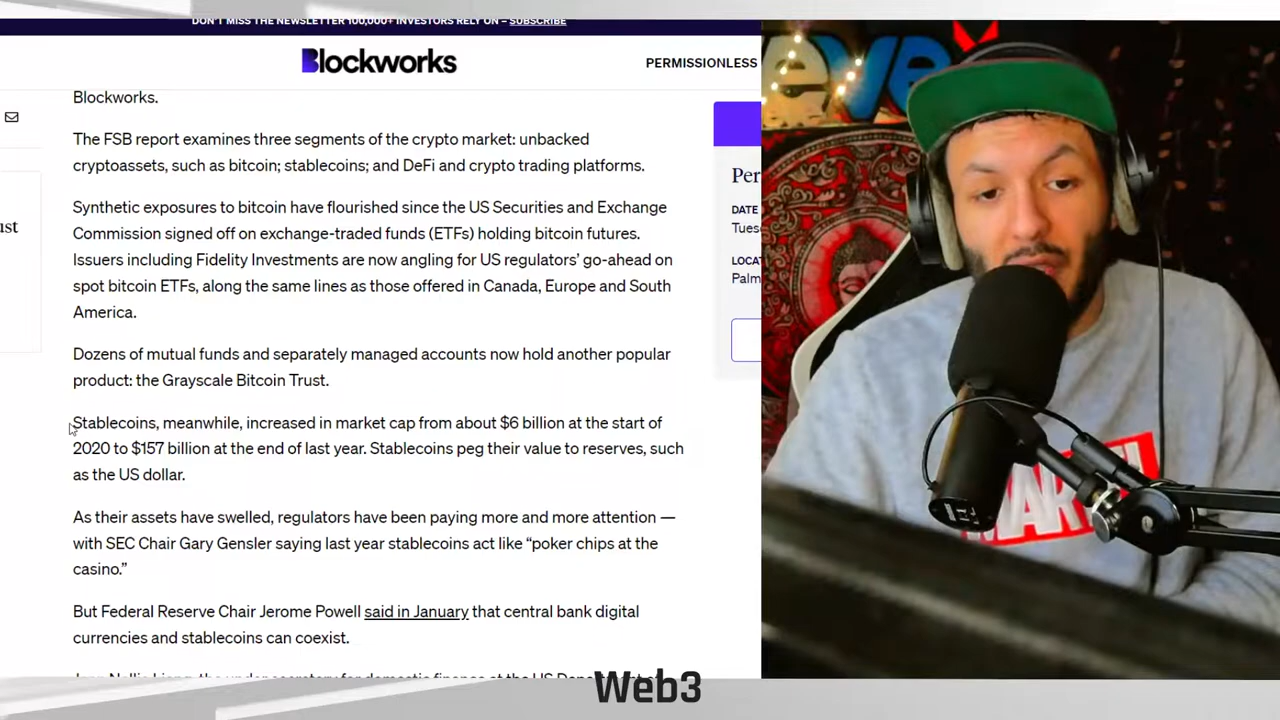 DON'T MISS THE NEWSLETTER 100,000+ INVESTORS RELY ON – SUBSCRIBE
Blockworks
PERMISSIONLESS
Blockworks.
The FSB report examines three segments of the crypto market: unbacked
cryptoassets, such as bitcoin; stablecoins; and DeFi and crypto trading platforms.
Synthetic exposures to bitcoin have flourished since the US Securities and Exchange
Commission signed off on exchange-traded funds (ETFs) holding bitcoin futures.
Issuers including Fidelity Investments are now angling for US regulators' go-ahead on
spot bitcoin ETFs, along the same lines as those offered in Canada, Europe and South
America.
Dozens of mutual funds and separately managed accounts now hold another popular
product: the Grayscale Bitcoin Trust.
Stablecoins, meanwhile, increased in market cap from about $6 billion at the start of
2020 to $157 billion at the end of last year. Stablecoins peg their value to reserves, such
as the US dollar.
As their assets have swelled, regulators have been paying more and more attention —
with SEC Chair Gary Gensler saying last year stablecoins act like “poker chips at the
casino.”
But Federal Reserve Chair Jerome Powell said in January that central bank digital
currencies and stablecoins can coexist.
ust
Per
DATE
Tues
LOCA
Palm
Web3